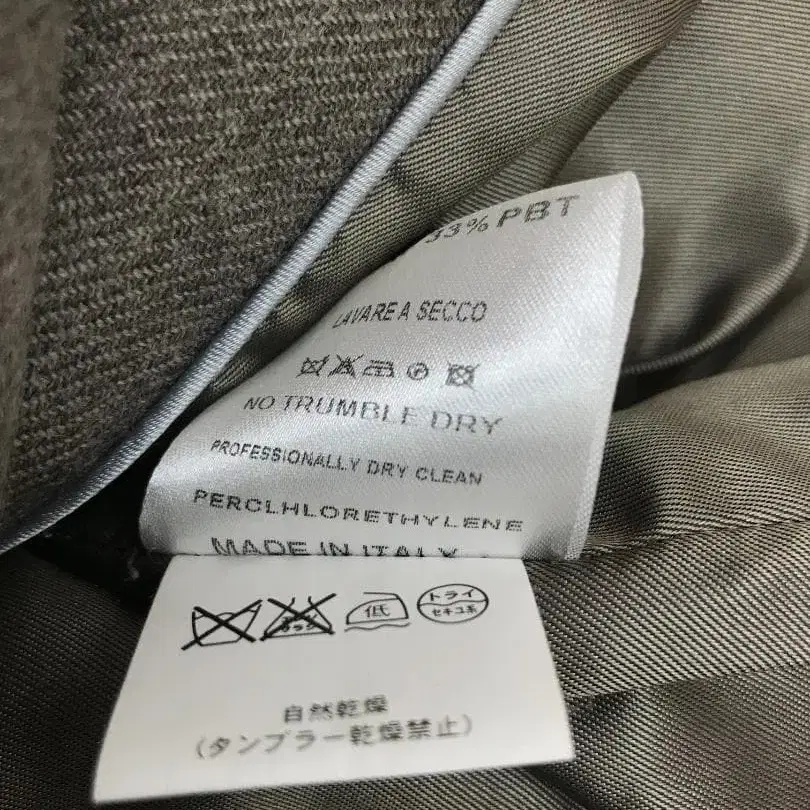 33% PBT
LAVARE A SECCO
NO TRUMBLE DRY
PROFESSIONALLY DRY CLEAN
PERCLHLORETHYLENE
MADE IN ITALY
低
ドライ
セキユ系
自然乾燥
(タンブラー乾燥禁止)